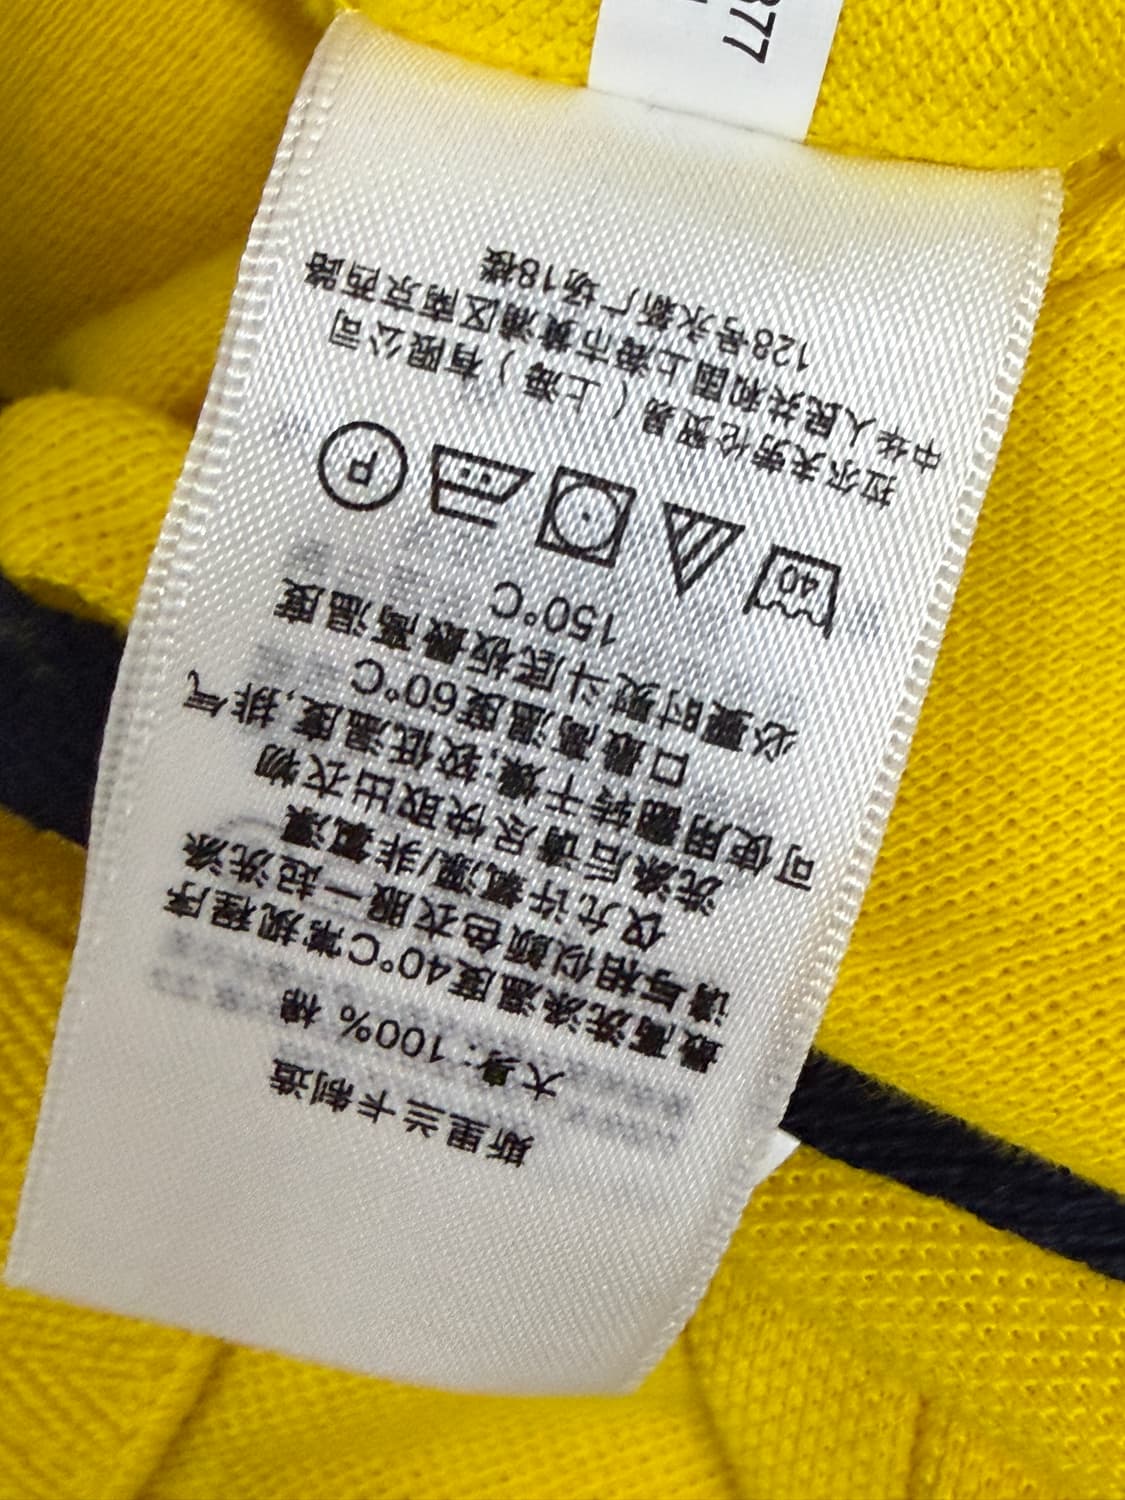 斯里兰卡制造
大身: 100% 棉
最高洗涤温度40°C常规程序
请与相似颜色衣服一起洗涤
仅允许氧漂/非氯漂
洗涤后请尽快取出衣物
可使用翻转干燥;较低温度,排气
口最高温度60°C
必要时熨斗底板最高温度
150°C
40
P
拉尔夫劳伦贸易(上海)有限公司
中华人民共和国上海市黄浦区南京西路
128号永新广场18楼
377